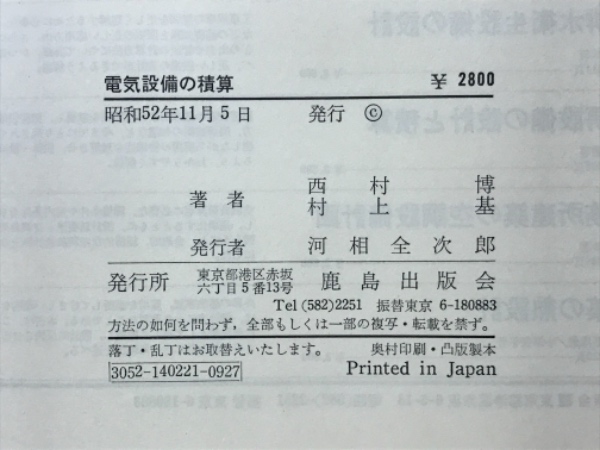 電気設備の積算 ¥ 2800
昭和52年11月5日 発行 ©
著者 西村 博
村上 基
発行者 河相全次郎
発行所 東京都港区赤坂六丁目5番13号 鹿島出版会
Tel (582)2251 振替東京 6-180883
方法の如何を問わず，全部もしくは一部の複写・転載を禁ず。
落丁・乱丁はお取替えいたします。 奥村印刷・凸版製本
3052-140221-0927 Printed in Japan